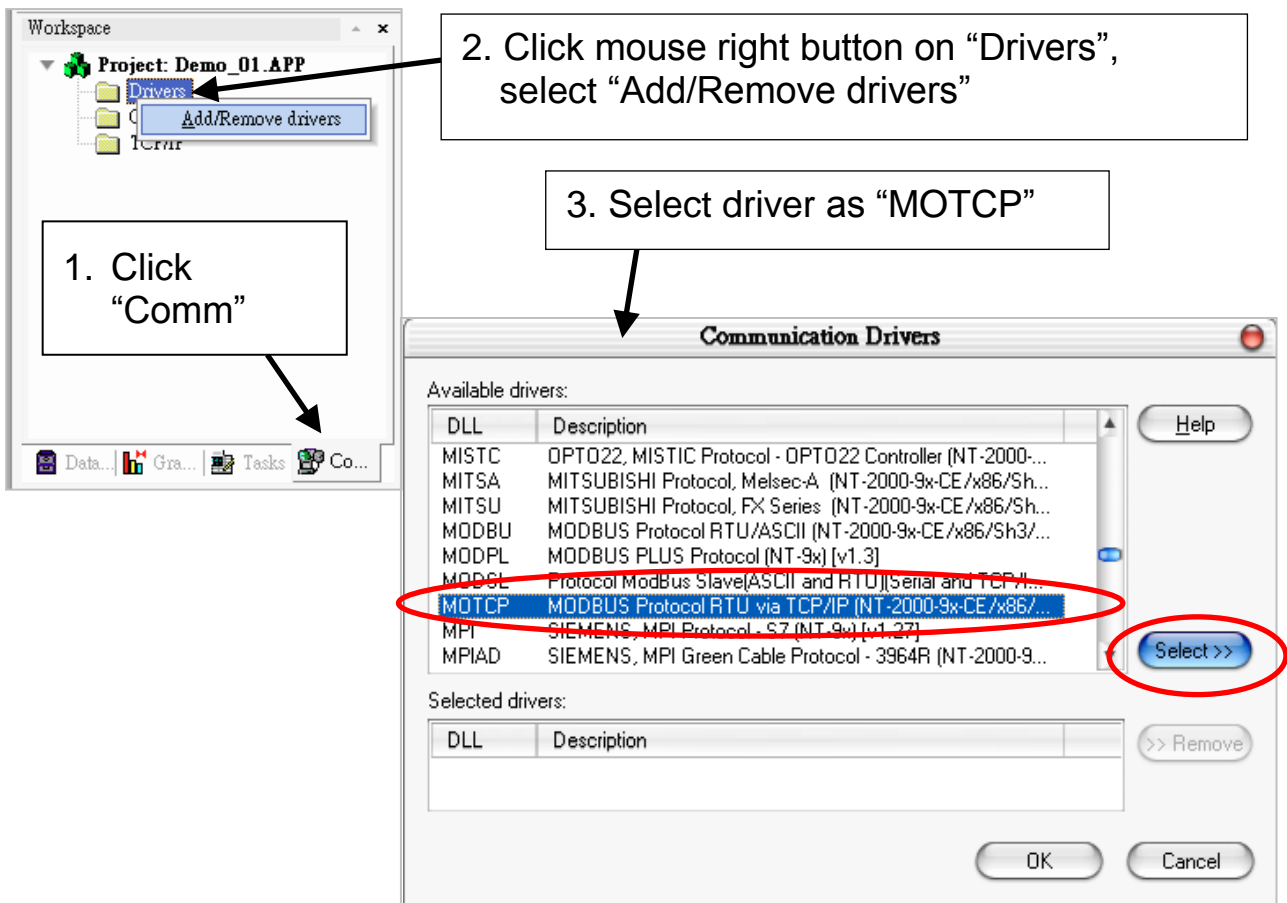 Workspace
Project: Demo_01.APP
Drivers
Add/Remove drivers
TCP/IP
Data...
Gra...
Tasks
Co...
2. Click mouse right button on “Drivers”,
select “Add/Remove drivers”
3. Select driver as “MOTCP”
1. Click
“Comm”
Communication Drivers
Available drivers:
DLL Description
MISTC OPTO22, MISTIC Protocol - OPTO22 Controller (NT-2000-...
MITSA MITSUBISHI Protocol, Melsec-A (NT-2000-9x-CE/x86/Sh...
MITSU MITSUBISHI Protocol, FX Series (NT-2000-9x-CE/x86/Sh...
MODBU MODBUS Protocol RTU/ASCII (NT-2000-9x-CE/x86/Sh3/...
MODPL MODBUS PLUS Protocol (NT-9x) [v1.3]
MODSL Protocol ModBus Slave(ASCII and RTU)(Serial and TCP/I...
MOTCP MODBUS Protocol RTU via TCP/IP (NT-2000-9x-CE/x86/...
MPI SIEMENS, MPI Protocol - S7 (NT-9x) [v1.27]
MPIAD SIEMENS, MPI Green Cable Protocol - 3964R (NT-2000-9...
Help
Select >>
Selected drivers:
DLL Description
>> Remove
OK
Cancel